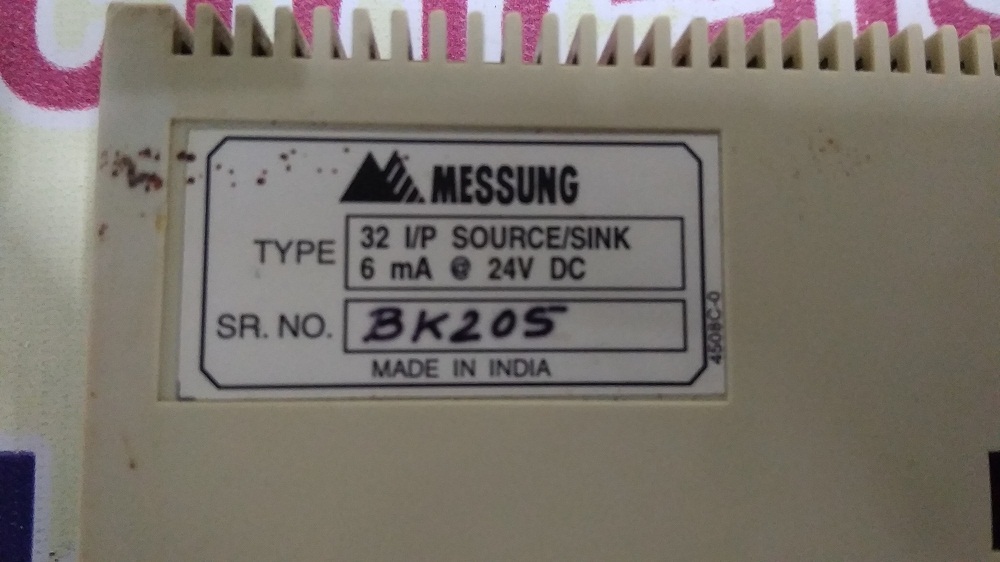 MESSUNG
TYPE 32 I/P SOURCE/SINK
6 mA @ 24V DC
SR. NO. BK205
MADE IN INDIA
4508C-0